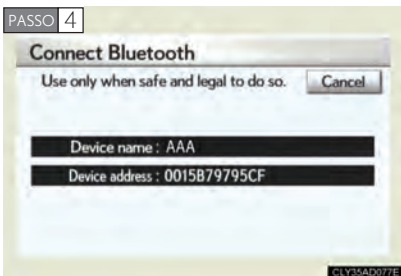 PASSO 4
Connect Bluetooth
Use only when safe and legal to do so. Cancel
Device name : AAA
Device address : 0015B79795CF
CLY35AD077E